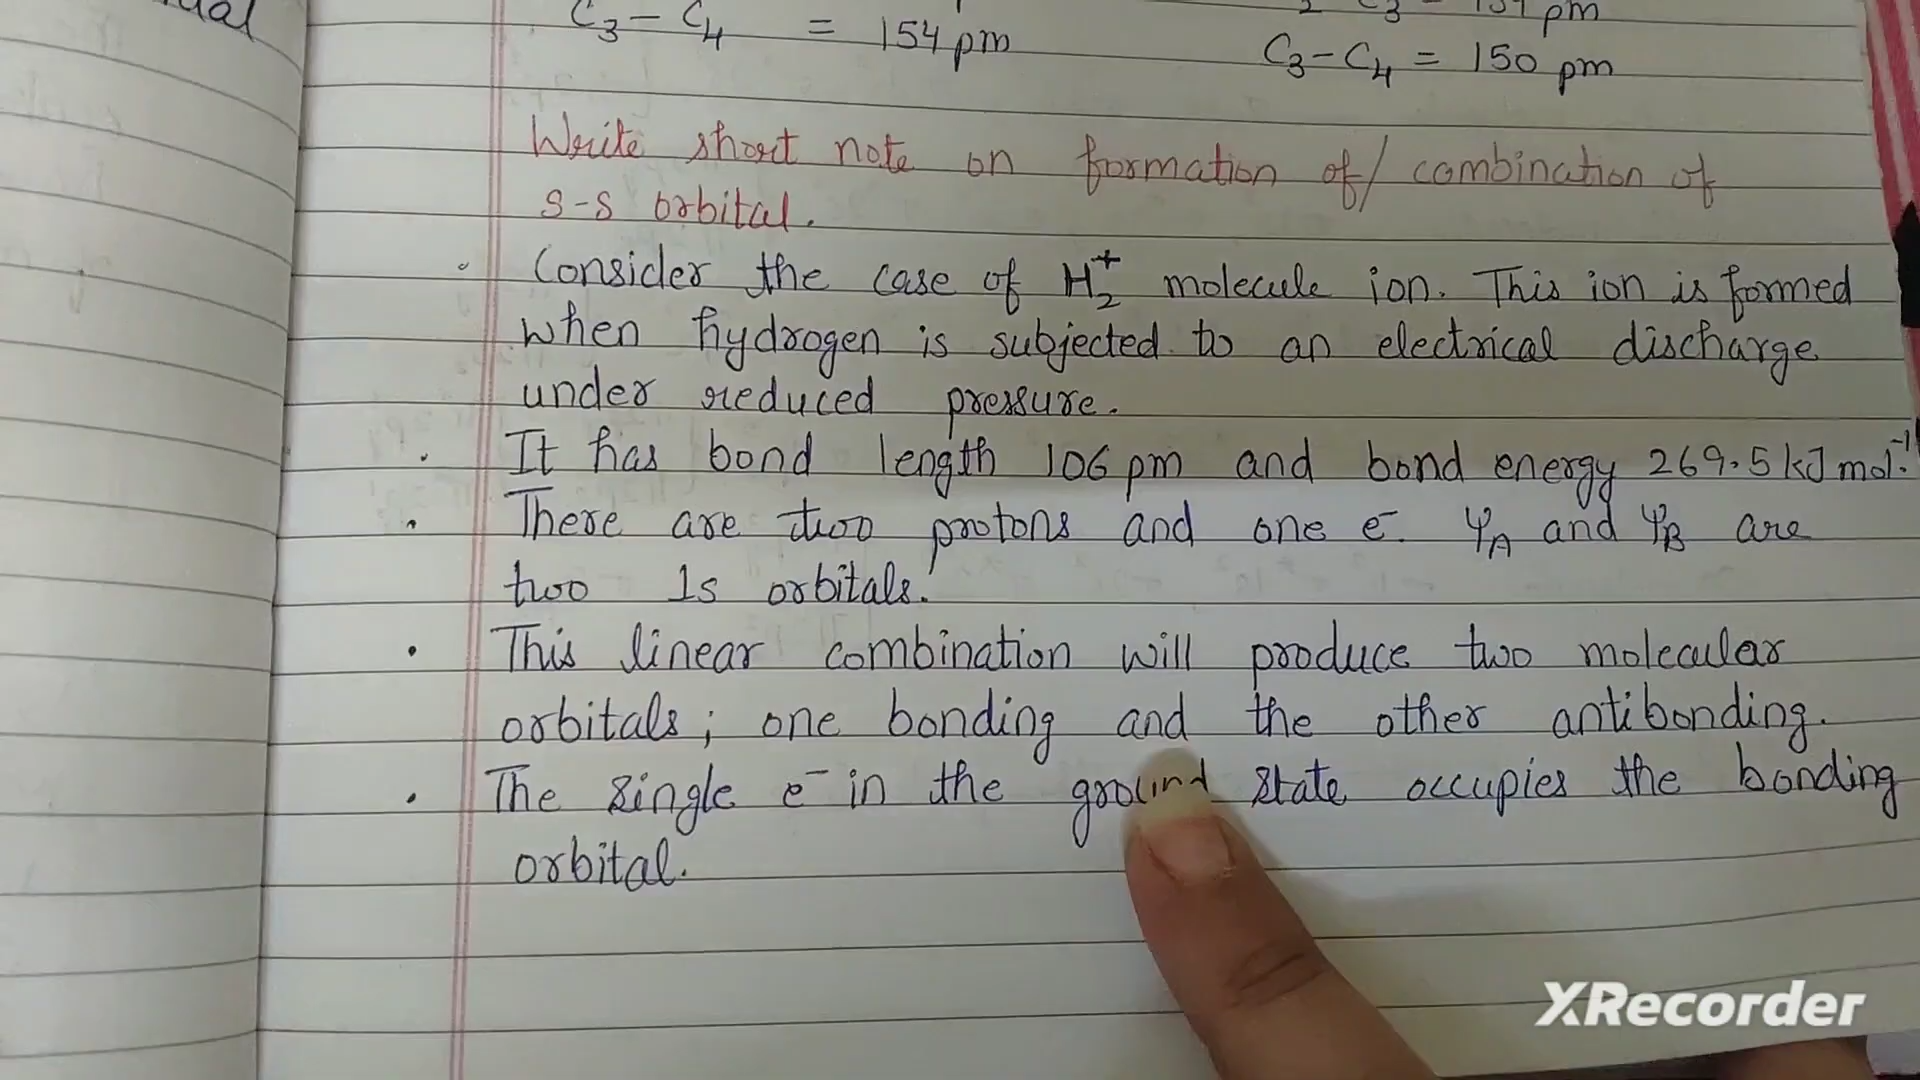 C₃ – C₄ = 154 pm
C₃ – C₄ = 150 pm
Write short note on formation of/ combination of
s-s orbital.
Consider the case of H₂⁺ molecule ion. This ion is formed
when hydrogen is subjected to an electrical discharge
under reduced pressure.
It has bond length 106 pm and bond energy 269.5 kJ mol⁻¹.
There are two protons and one e⁻. ψA and ψB are
two 1s orbitals.
This linear combination will produce two molecular
orbitals; one bonding and the other antibonding.
The single e⁻ in the ground state occupies the bonding
orbital.
XRecorder